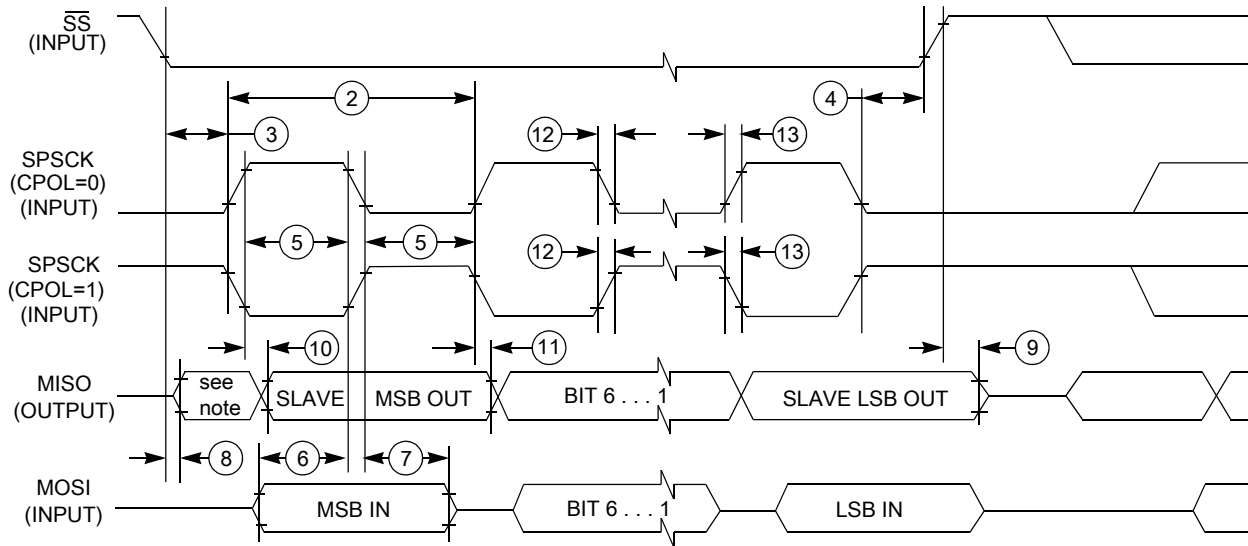 SS
(INPUT)
2
4
3
12
13
SPSCK
(CPOL=0)
(INPUT)
5
5
12
13
SPSCK
(CPOL=1)
(INPUT)
10
11
9
MISO
(OUTPUT)
see
note
SLAVE
MSB OUT
BIT 6 . . . 1
SLAVE LSB OUT
8
6
7
MOSI
(INPUT)
MSB IN
BIT 6 . . . 1
LSB IN